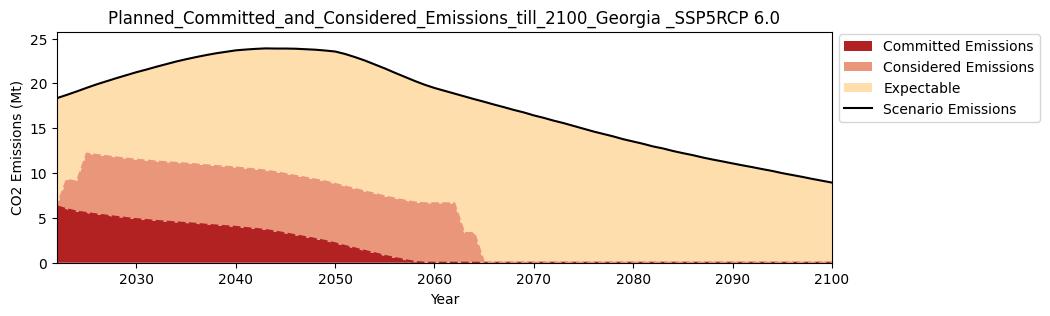 Planned_Committed_and_Considered_Emissions_till_2100_Georgia _SSP5RCP 6.0
Committed Emissions
Considered Emissions
Expectable
Scenario Emissions
CO2 Emissions (Mt)
25
20
15
10
5
0
2030 2040 2050 2060 2070 2080 2090 2100
Year